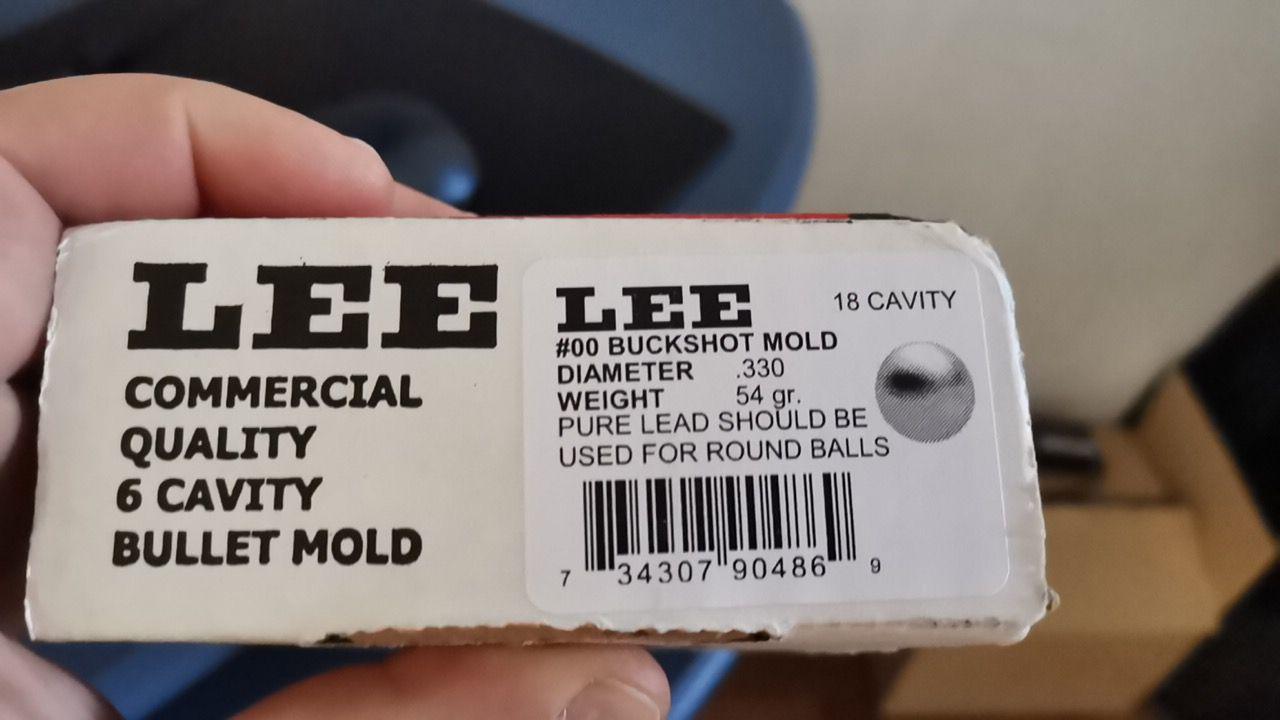 LEE
COMMERCIAL
QUALITY
6 CAVITY
BULLET MOLD
LEE
18 CAVITY
#00 BUCKSHOT MOLD
DIAMETER .330
WEIGHT 54 gr.
PURE LEAD SHOULD BE
USED FOR ROUND BALLS
7 34307 90486 9